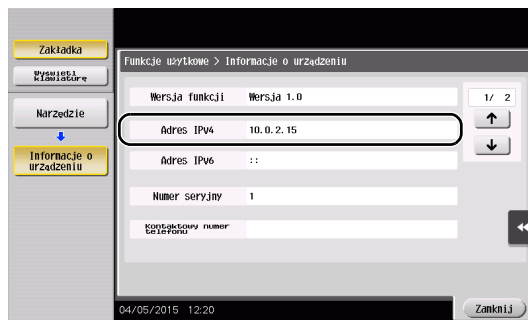 Zakładka
Funkcje użytkowe > Informacje o urządzeniu
Wyświetl
klawiaturę
Wersja funkcji Wersja 1.0
1/ 2
Narzędzie
Adres IPv4 10.0.2.15
Informacje o
urządzeniu
Adres IPv6 ::
Numer seryjny 1
Kontaktowy numer
telefonu
04/05/2015 12:20
Zamknij